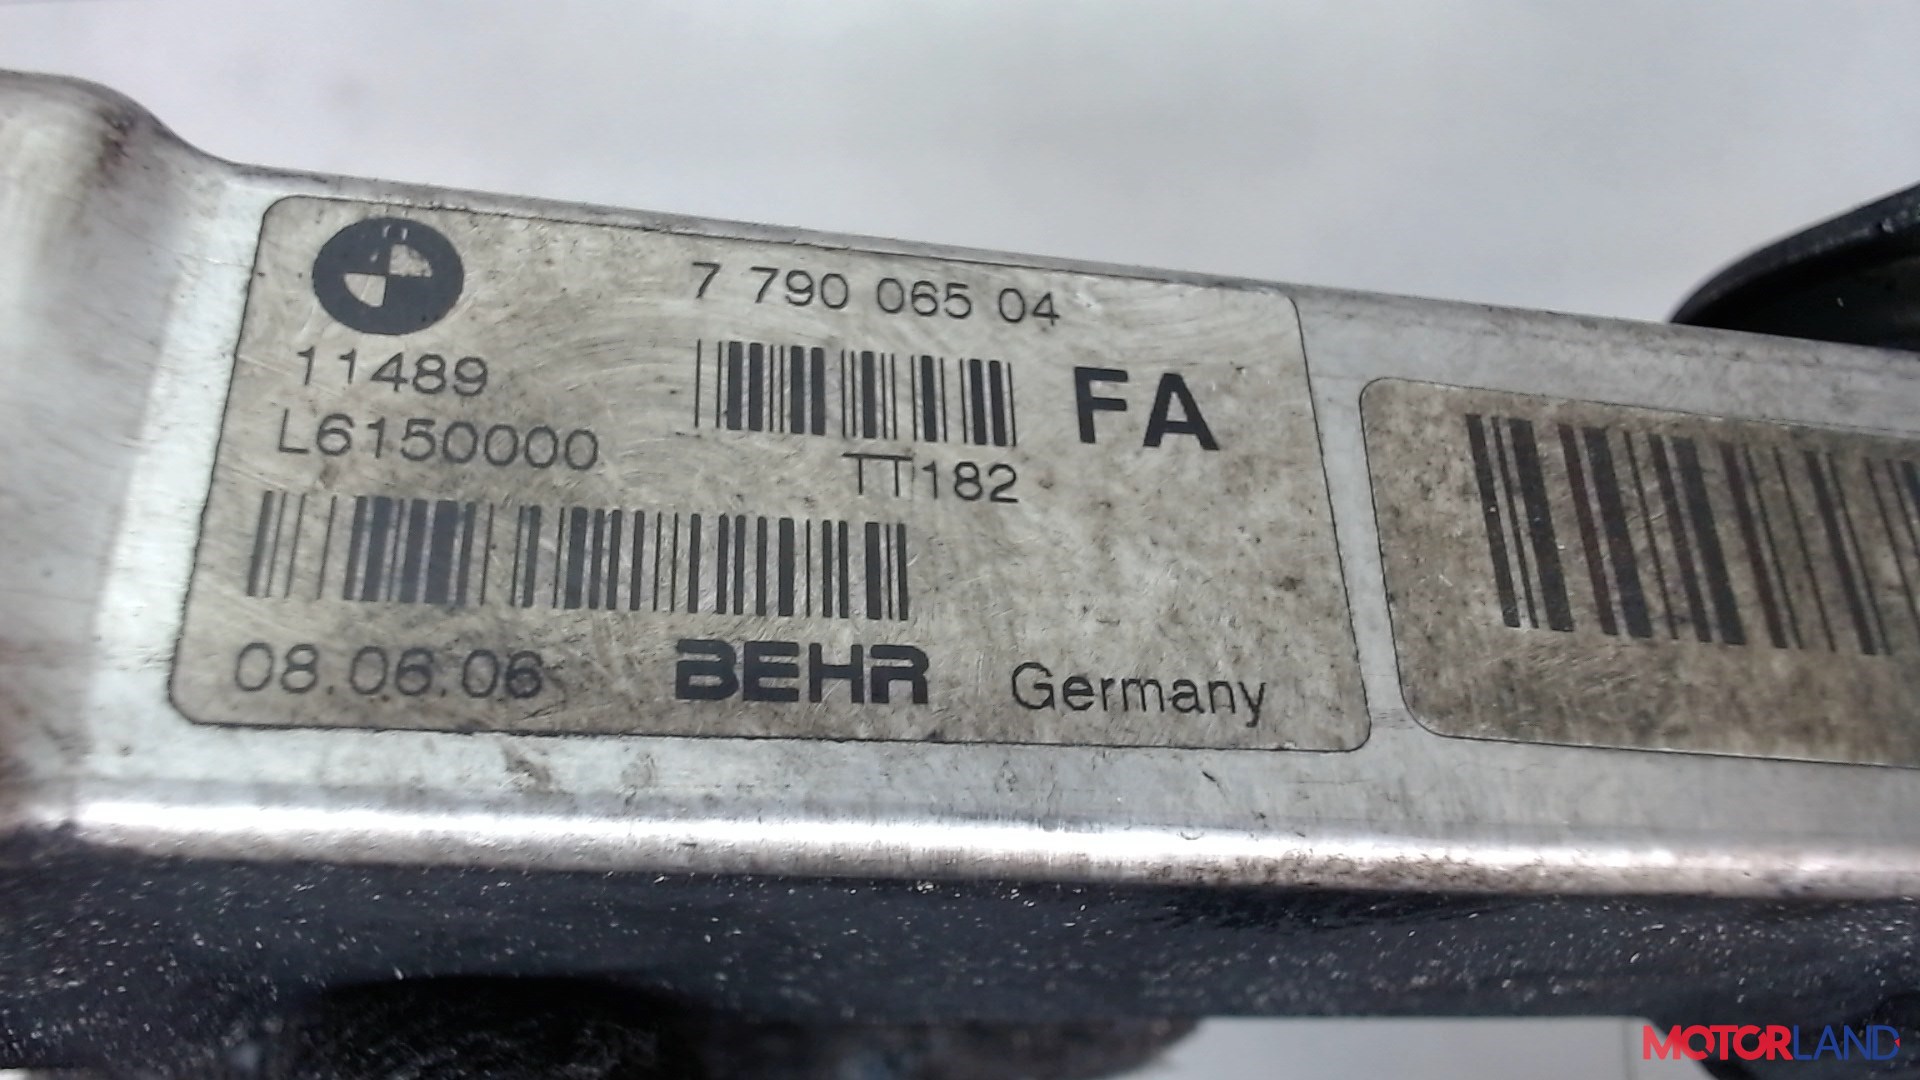 7 790 065 04
11489
FA
L6150000
TT182
08.06.06 BEHR Germany
MOTORLAND